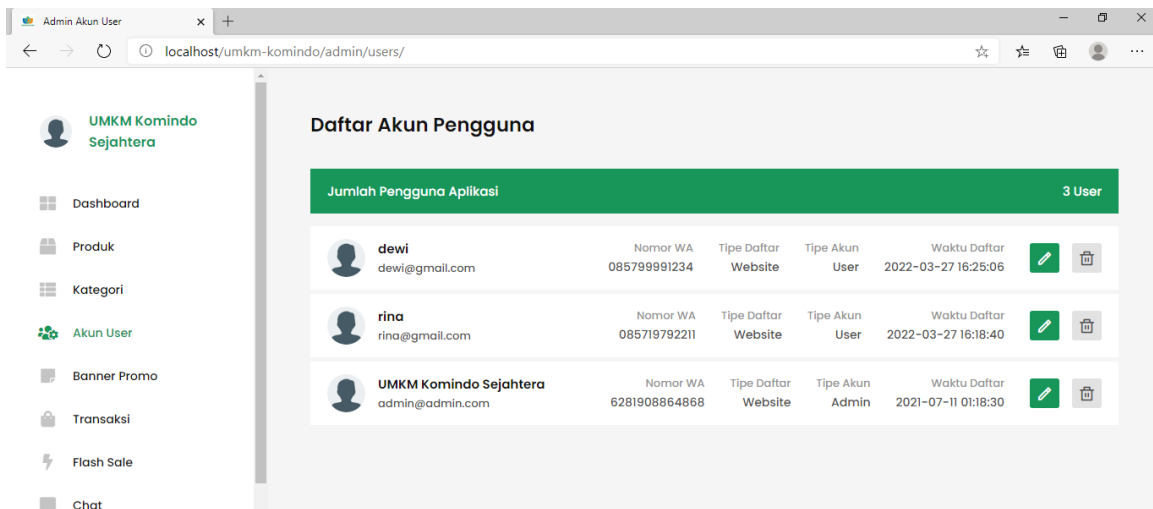 Admin Akun User
localhost/umkm-komindo/admin/users/
UMKM Komindo
Sejahtera
Dashboard
Produk
Kategori
Akun User
Banner Promo
Transaksi
Flash Sale
Chat
Daftar Akun Pengguna
Jumlah Pengguna Aplikasi 3 User
dewi Nomor WA Tipe Daftar Tipe Akun Waktu Daftar
dewi@gmail.com 085799991234 Website User 2022-03-27 16:25:06
rina Nomor WA Tipe Daftar Tipe Akun Waktu Daftar
rina@gmail.com 085719792211 Website User 2022-03-27 16:18:40
UMKM Komindo Sejahtera Nomor WA Tipe Daftar Tipe Akun Waktu Daftar
admin@admin.com 6281908864868 Website Admin 2021-07-11 01:18:30